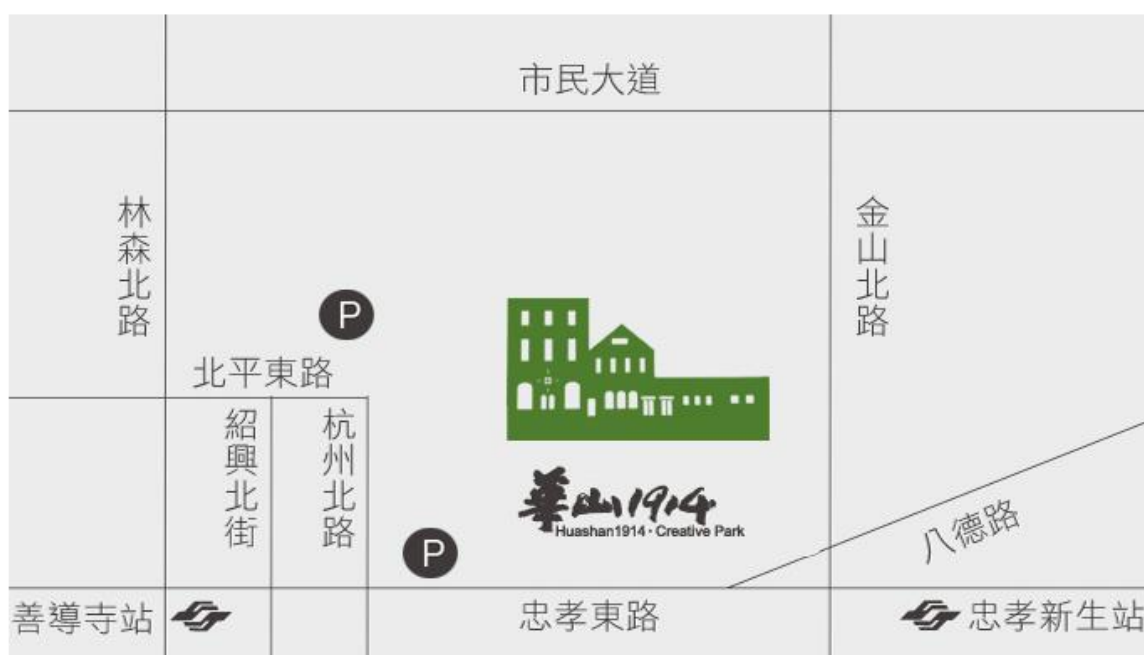 市民大道
林森北路
金山北路
P
北平東路
紹興北街
杭州北路
華山1914
Huashan1914·Creative Park
P
八德路
善導寺站
忠孝東路
忠孝新生站